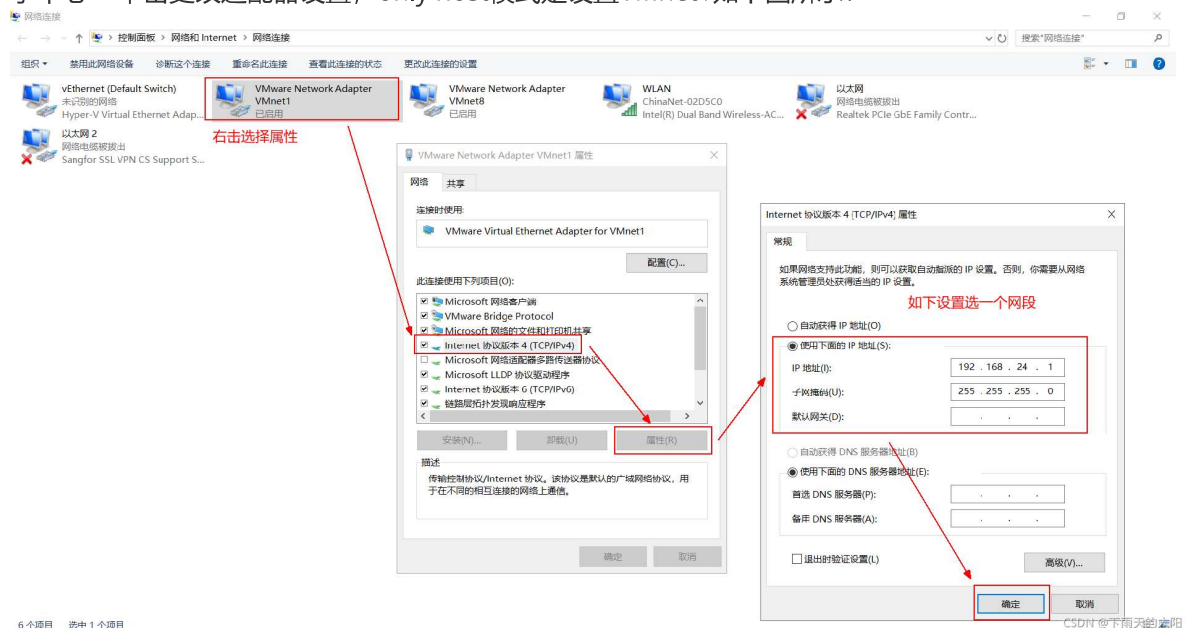 网络连接
控制面板 > 网络和 Internet > 网络连接
搜索"网络连接"
组织 禁用此网络设备 诊断这个连接 重命名此连接 查看此连接的状态 更改此连接的设置
vEthernet (Default Switch)
未识别的网络
Hyper-V Virtual Ethernet Adap...
VMware Network Adapter
VMnet1
已启用
VMware Network Adapter
VMnet8
已启用
WLAN
ChinaNet-02D5C0
Intel(R) Dual Band Wireless-AC...
以太网
网络电缆被拔出
Realtek PCIe GbE Family Contr...
以太网 2
网络电缆被拔出
Sangfor SSL VPN CS Support S...
右击选择属性
VMware Network Adapter VMnet1 属性
网络 共享
连接时使用:
VMware Virtual Ethernet Adapter for VMnet1
配置(C)...
此连接使用下列项目(O):
Microsoft 网络客户端
VMware Bridge Protocol
Microsoft 网络的文件和打印机共享
Internet 协议版本 4 (TCP/IPv4)
Microsoft 网络适配器多路传送器协议
Microsoft LLDP 协议驱动程序
Internet 协议版本 6 (TCP/IPv6)
链路层拓扑发现响应程序
安装(N)... 卸载(U) 属性(R)
描述
传输控制协议/Internet 协议。该协议是默认的广域网络协议，用
于在不同的相互连接的网络上通信。
确定 取消
Internet 协议版本 4 (TCP/IPv4) 属性
常规
如果网络支持此功能，则可以获取自动指派的 IP 设置。否则，你需要从网络
系统管理员处获得适当的 IP 设置。
如下设置选一个网段
自动获得 IP 地址(O)
使用下面的 IP 地址(S):
IP 地址(I): 192 . 168 . 24 . 1
子网掩码(U): 255 . 255 . 255 . 0
默认网关(D):
自动获得 DNS 服务器地址(B)
使用下面的 DNS 服务器地址(E):
首选 DNS 服务器(P):
备用 DNS 服务器(A):
退出时验证设置(L)
高级(V)...
确定 取消
6 个项目 选中 1 个项目
CSDN @下雨天的太阳